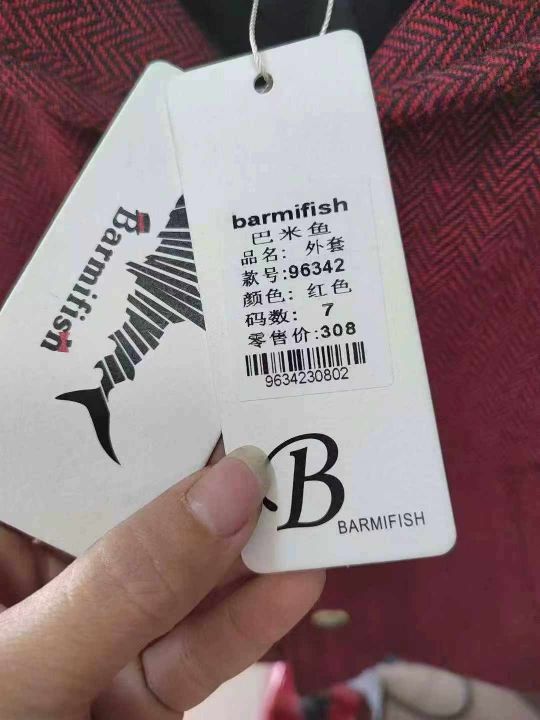 Barmifish
barmifish
巴米鱼
品名: 外套
款号:96342
颜色: 红色
码数: 7
零售价:308
9634230802
B
BARMIFISH